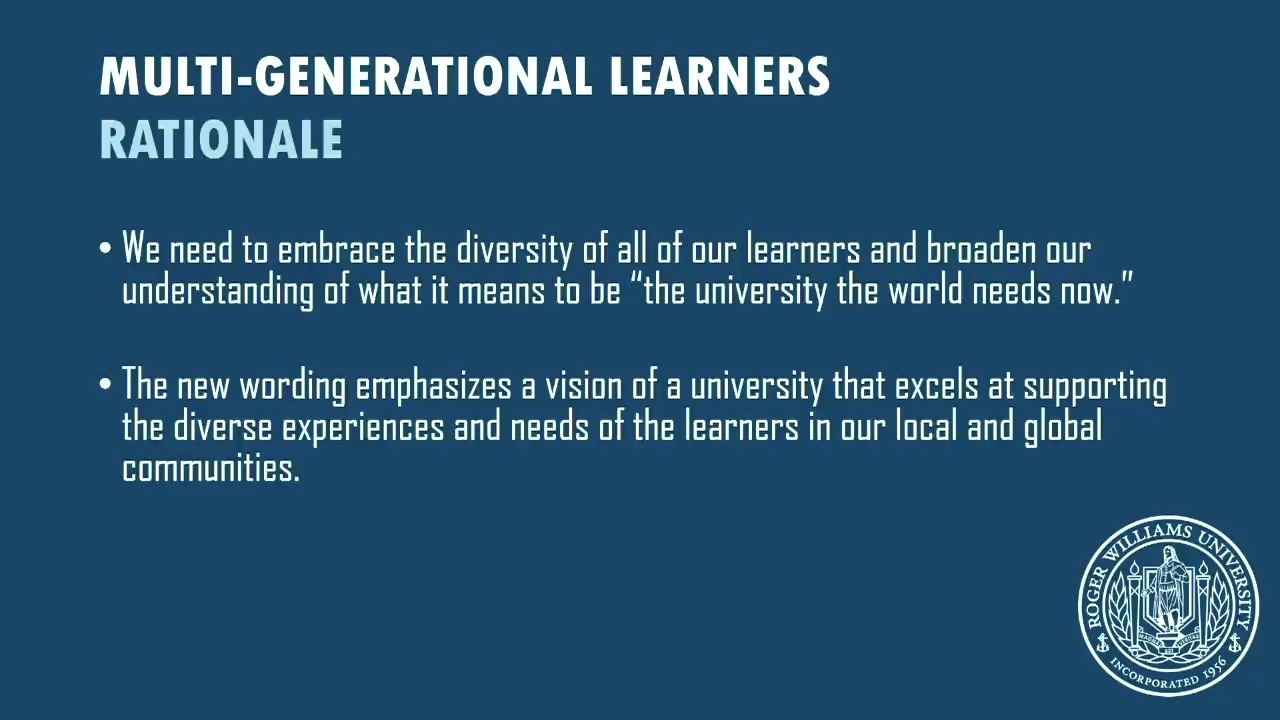 MULTI-GENERATIONAL LEARNERS
RATIONALE
• We need to embrace the diversity of all of our learners and broaden our
understanding of what it means to be “the university the world needs now.”
• The new wording emphasizes a vision of a university that excels at supporting
the diverse experiences and needs of the learners in our local and global
communities.
ROGER WILLIAMS UNIVERSITY
INCORPORATED 1956